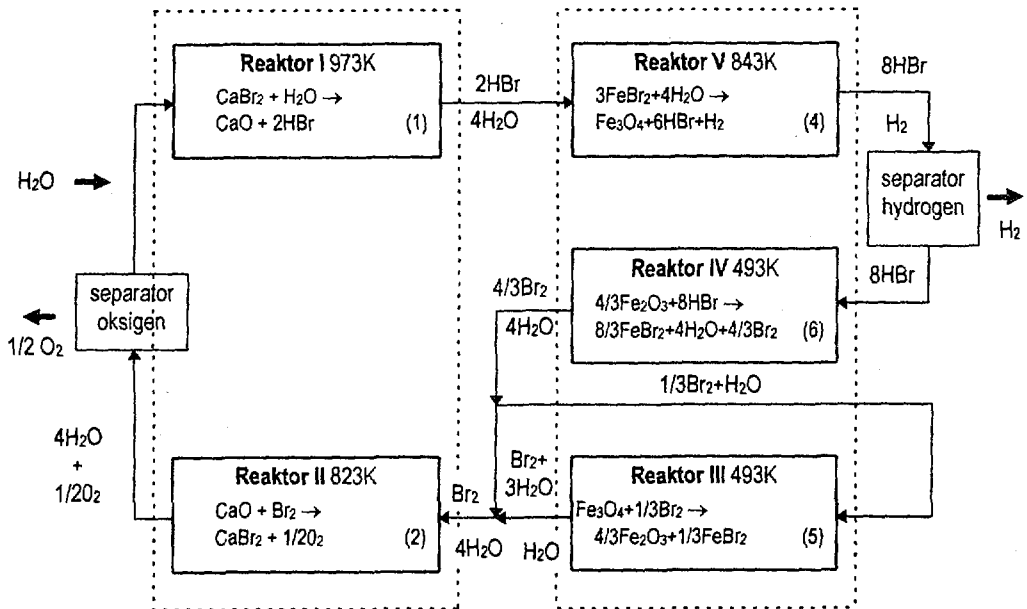 Reaktor I 973K
CaBr₂ + H₂O →
CaO + 2HBr (1)
2HBr
4H₂O
Reaktor V 843K
3FeBr₂+4H₂O →
Fe₃O₄+6HBr+H₂ (4)
8HBr
H₂
H₂O
separator
hydrogen
H₂
8HBr
separator
oksigen
1/2 O₂
4/3Br₂
4H₂O
Reaktor IV 493K
4/3Fe₂O₃+8HBr →
8/3FeBr₂+4H₂O+4/3Br₂ (6)
1/3Br₂+H₂O
4H₂O
+
1/2O₂
Reaktor II 823K
CaO + Br₂ →
CaBr₂ + 1/2O₂ (2)
Br₂
4H₂O
Br₂+
3H₂O
H₂O
Reaktor III 493K
Fe₃O₄+1/3Br₂ →
4/3Fe₂O₃+1/3FeBr₂ (5)